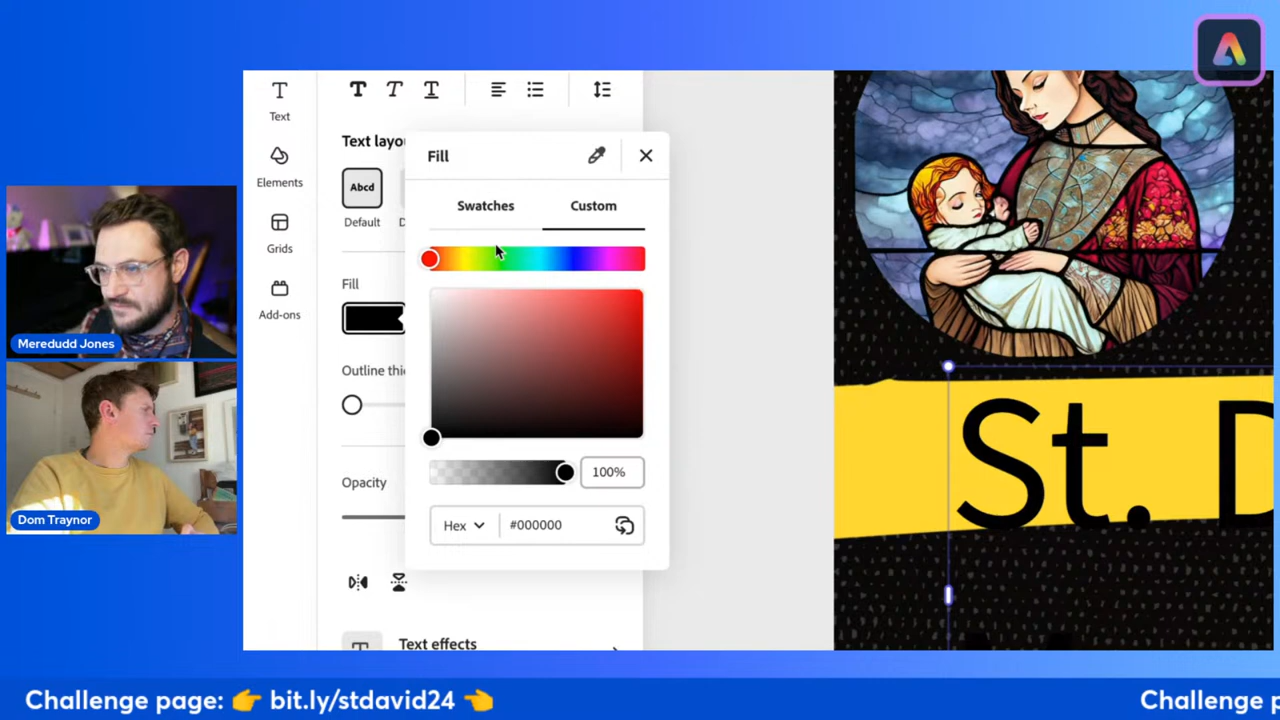 Text
Elements
Grids
Add-ons
Text layo
Abcd
Default
D
Fill
Outline thi
Opacity
Text effects
Fill
Swatches
Custom
100%
Hex
#000000
St. D
Meredudd Jones
Dom Traynor
Challenge page: 👉 bit.ly/stdavid24 👈
Challenge p